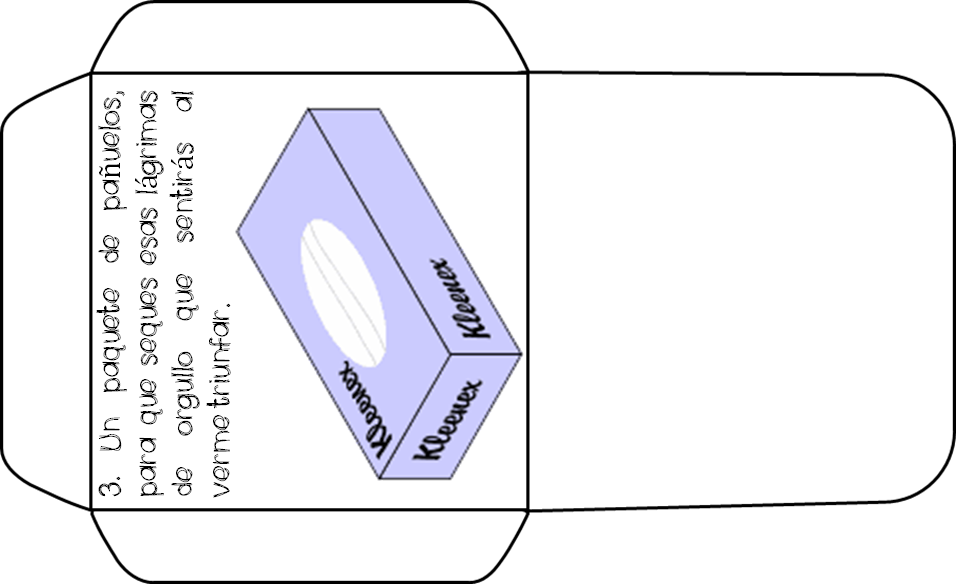 3. Un paquete de pañuelos,
para que seques esas lágrimas
de orgullo que sentirás al
verme triunfar.
Kleenex
Kleenex
Kleenex